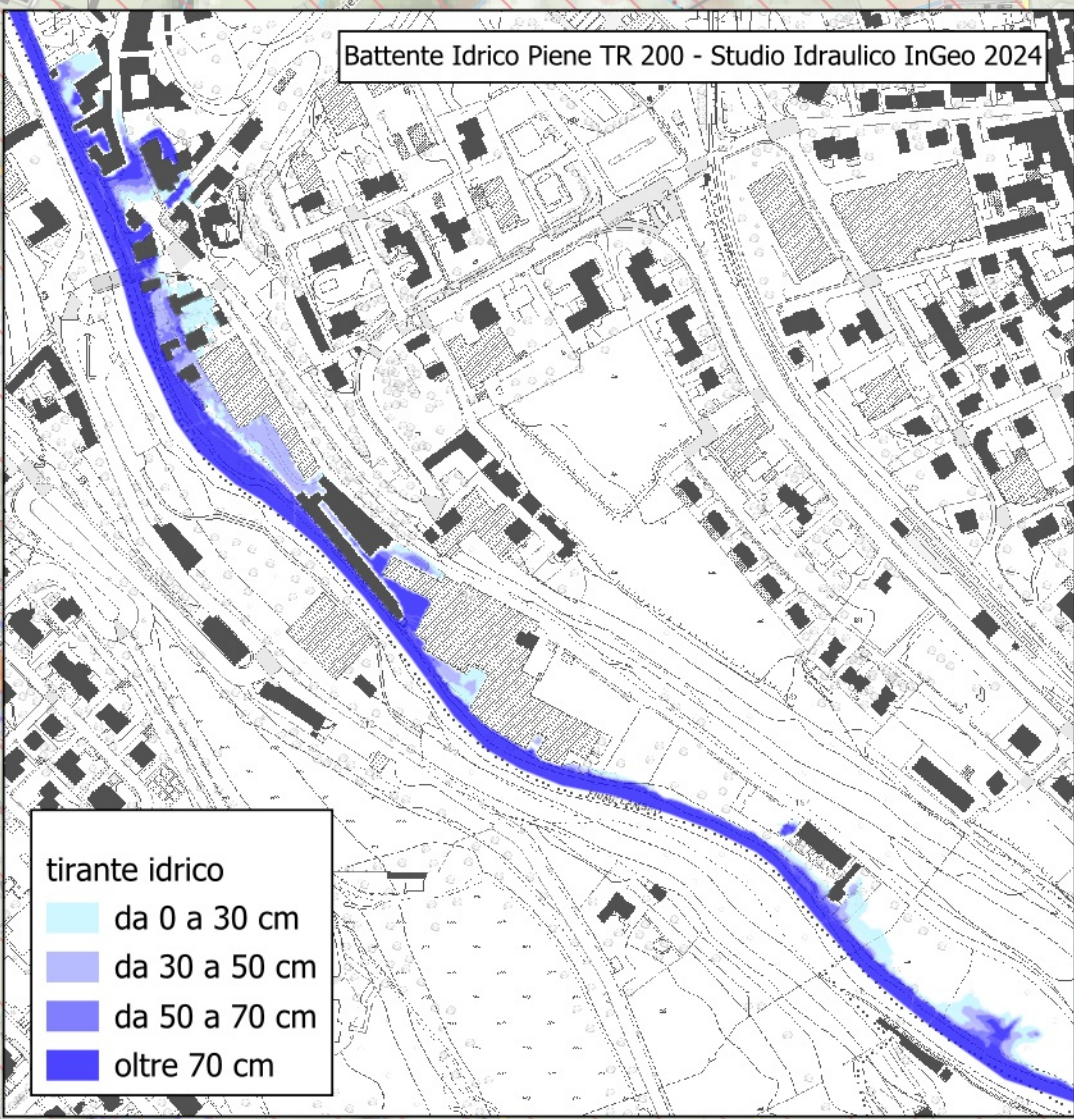 Battente Idrico Piene TR 200 - Studio Idraulico InGeo 2024
tirante idrico
da 0 a 30 cm
da 30 a 50 cm
da 50 a 70 cm
oltre 70 cm